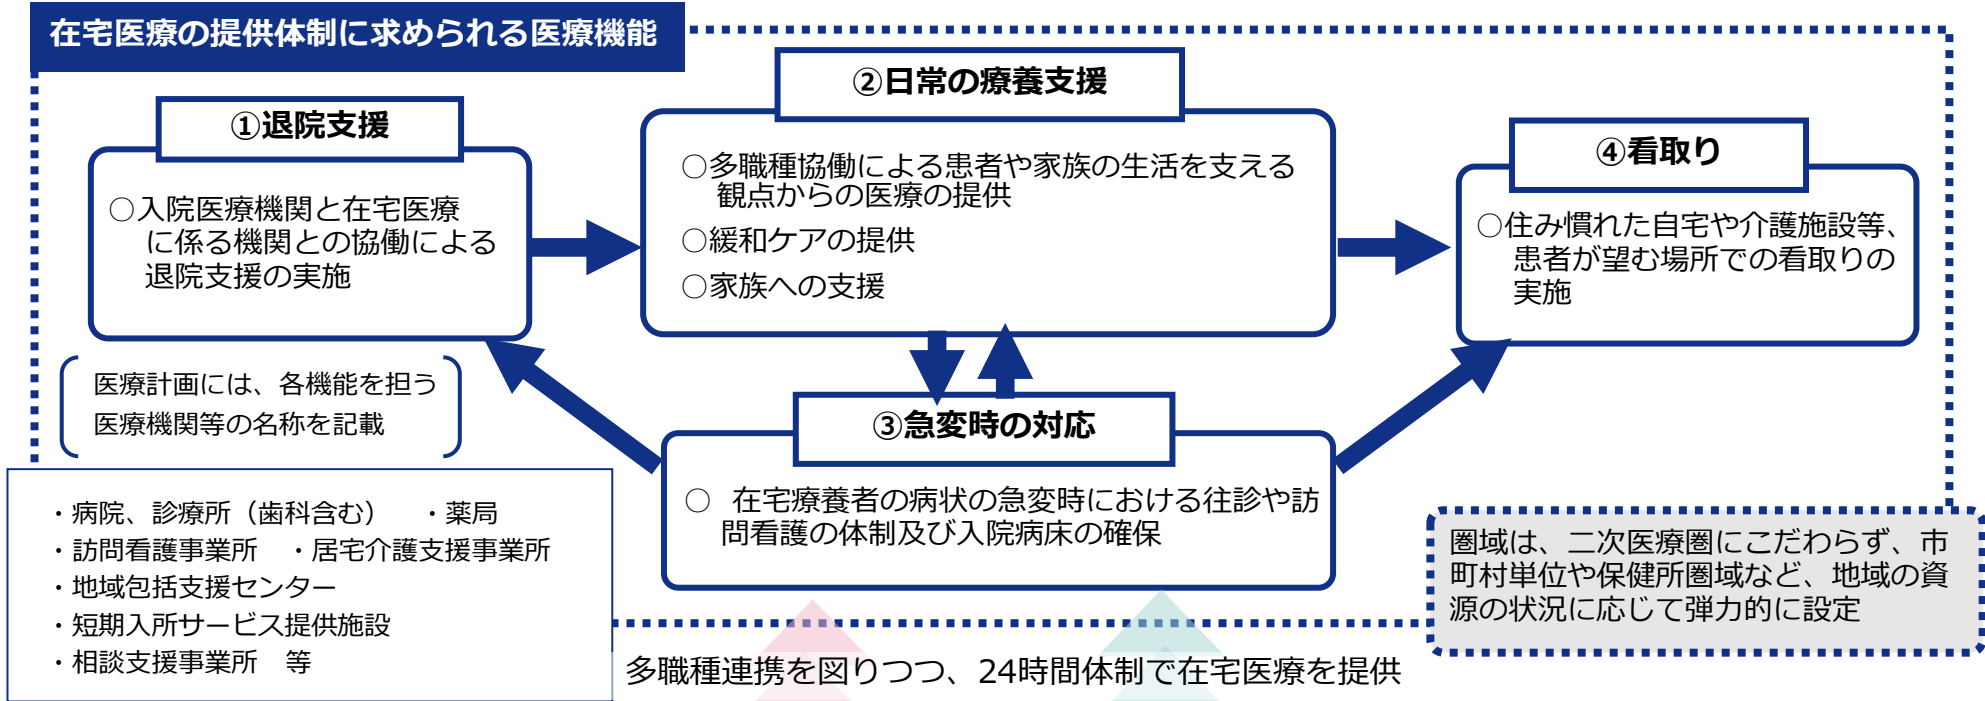 在宅医療の提供体制に求められる医療機能
①退院支援
○入院医療機関と在宅医療
に係る機関との協働による
退院支援の実施
②日常の療養支援
○多職種協働による患者や家族の生活を支える
観点からの医療の提供
○緩和ケアの提供
○家族への支援
④看取り
○住み慣れた自宅や介護施設等、
患者が望む場所での看取りの
実施
医療計画には、各機能を担う
医療機関等の名称を記載
③急変時の対応
○ 在宅療養者の病状の急変時における往診や訪
問看護の体制及び入院病床の確保
・病院、診療所（歯科含む） ・薬局
・訪問看護事業所 ・居宅介護支援事業所
・地域包括支援センター
・短期入所サービス提供施設
・相談支援事業所 等
圏域は、二次医療圏にこだわらず、市
町村単位や保健所圏域など、地域の資
源の状況に応じて弾力的に設定
多職種連携を図りつつ、24時間体制で在宅医療を提供